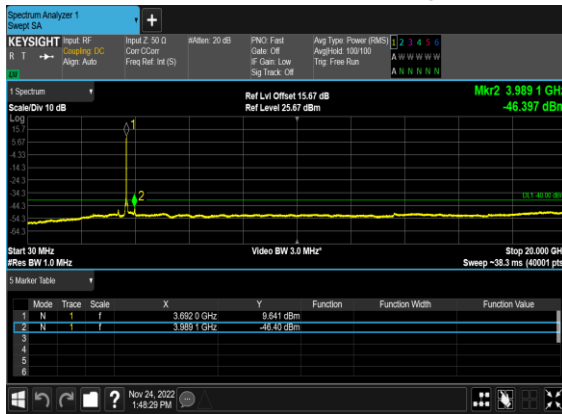 Spectrum Analyzer 1
Swept SA
KEYSIGHT Input: RF Input Z: 50 Ω #Atten: 20 dB PNO: Fast Avg Type: Power (RMS) 1 2 3 4 5 6
R T Coupling: DC Corr CCorr Gate: Off Avg|Hold: 100/100 A W W W W W
Align: Auto Freq Ref: Int (S) IF Gain: Low Trig: Free Run
Sig Track: Off A N N N N N
1 Spectrum Ref Lvl Offset 15.67 dB Mkr2 3.989 1 GHz
Scale/Div 10 dB Ref Level 25.67 dBm -46.397 dBm
Log
15.7
5.67
-4.33
-14.3
-24.3
-34.3
-44.3
-54.3
-64.3
1
2
DL1 -40.00 dB
Start 30 MHz Video BW 3.0 MHz* Stop 20.000 GH
#Res BW 1.0 MHz Sweep ~38.3 ms (40001 pts
5 Marker Table
Mode Trace Scale X Y Function Function Width Function Value
1 N 1 f 3.692 0 GHz 9.641 dBm
2 N 1 f 3.989 1 GHz -46.40 dBm
3
4
5
6
Nov 24, 2022
1:48:29 PM